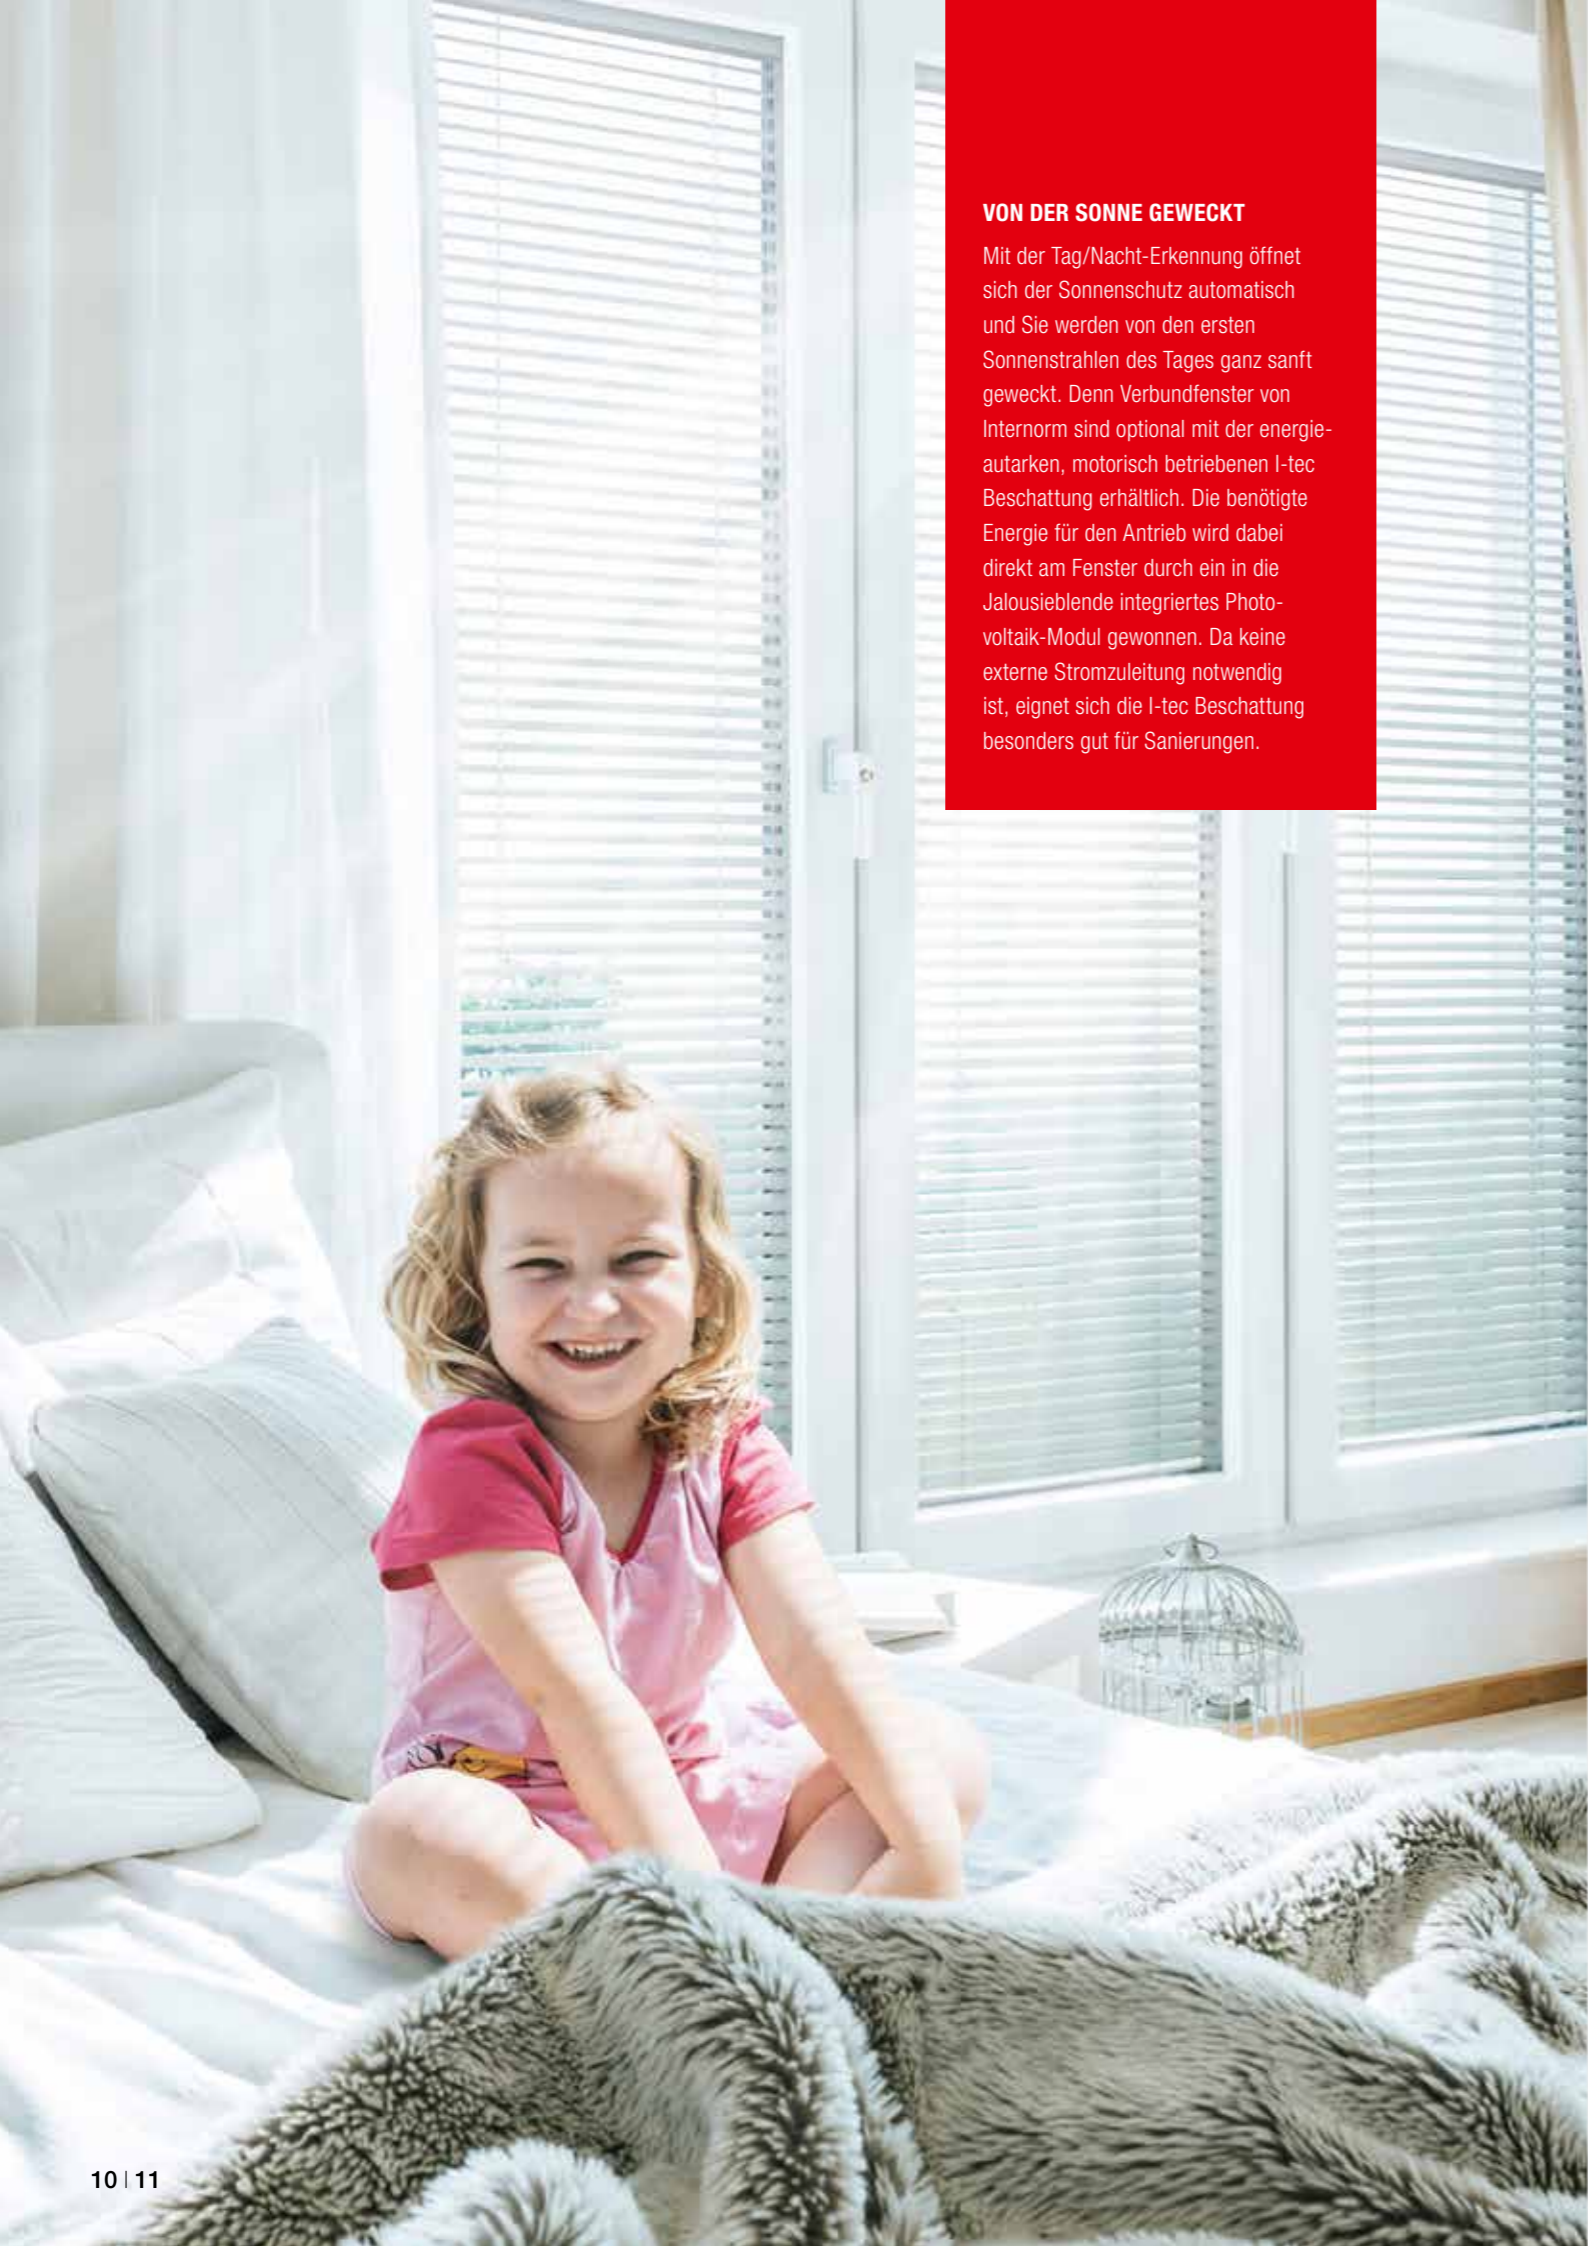 VON DER SONNE GEWECKT
Mit der Tag/Nacht-Erkennung öffnet
sich der Sonnenschutz automatisch
und Sie werden von den ersten
Sonnenstrahlen des Tages ganz sanft
geweckt. Denn Verbundfenster von
Internorm sind optional mit der energie-
autarken, motorisch betriebenen I-tec
Beschattung erhältlich. Die benötigte
Energie für den Antrieb wird dabei
direkt am Fenster durch ein in die
Jalousieblende integriertes Photo-
voltaik-Modul gewonnen. Da keine
externe Stromzuleitung notwendig
ist, eignet sich die I-tec Beschattung
besonders gut für Sanierungen.
10 | 11